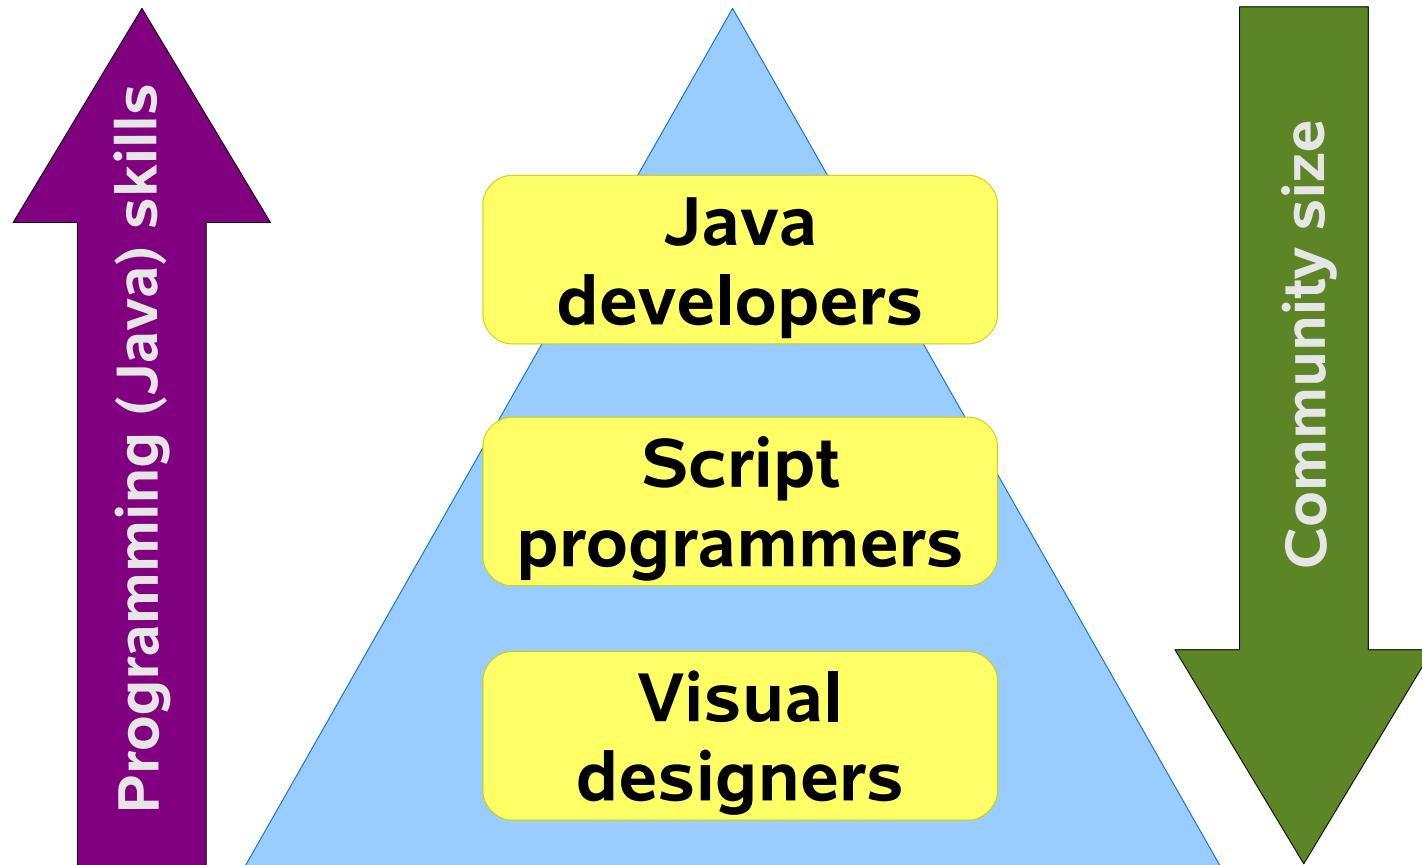 Programming (Java) skills
Java
developers
Script
programmers
Visual
designers
Community size